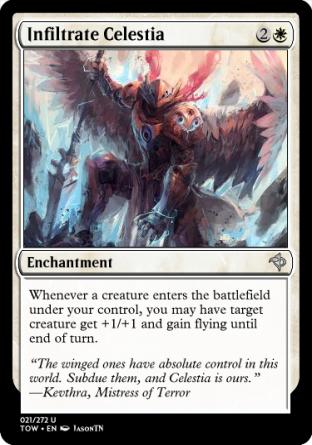 Infiltrate Celestia 2
Enchantment
Whenever a creature enters the battlefield
under your control, you may have target
creature get +1/+1 and gain flying until
end of turn.
“The winged ones have absolute control in this
world. Subdue them, and Celestia is ours.”
—Kevthra, Mistress of Terror
021/272 U
TOW • EN JASONTN